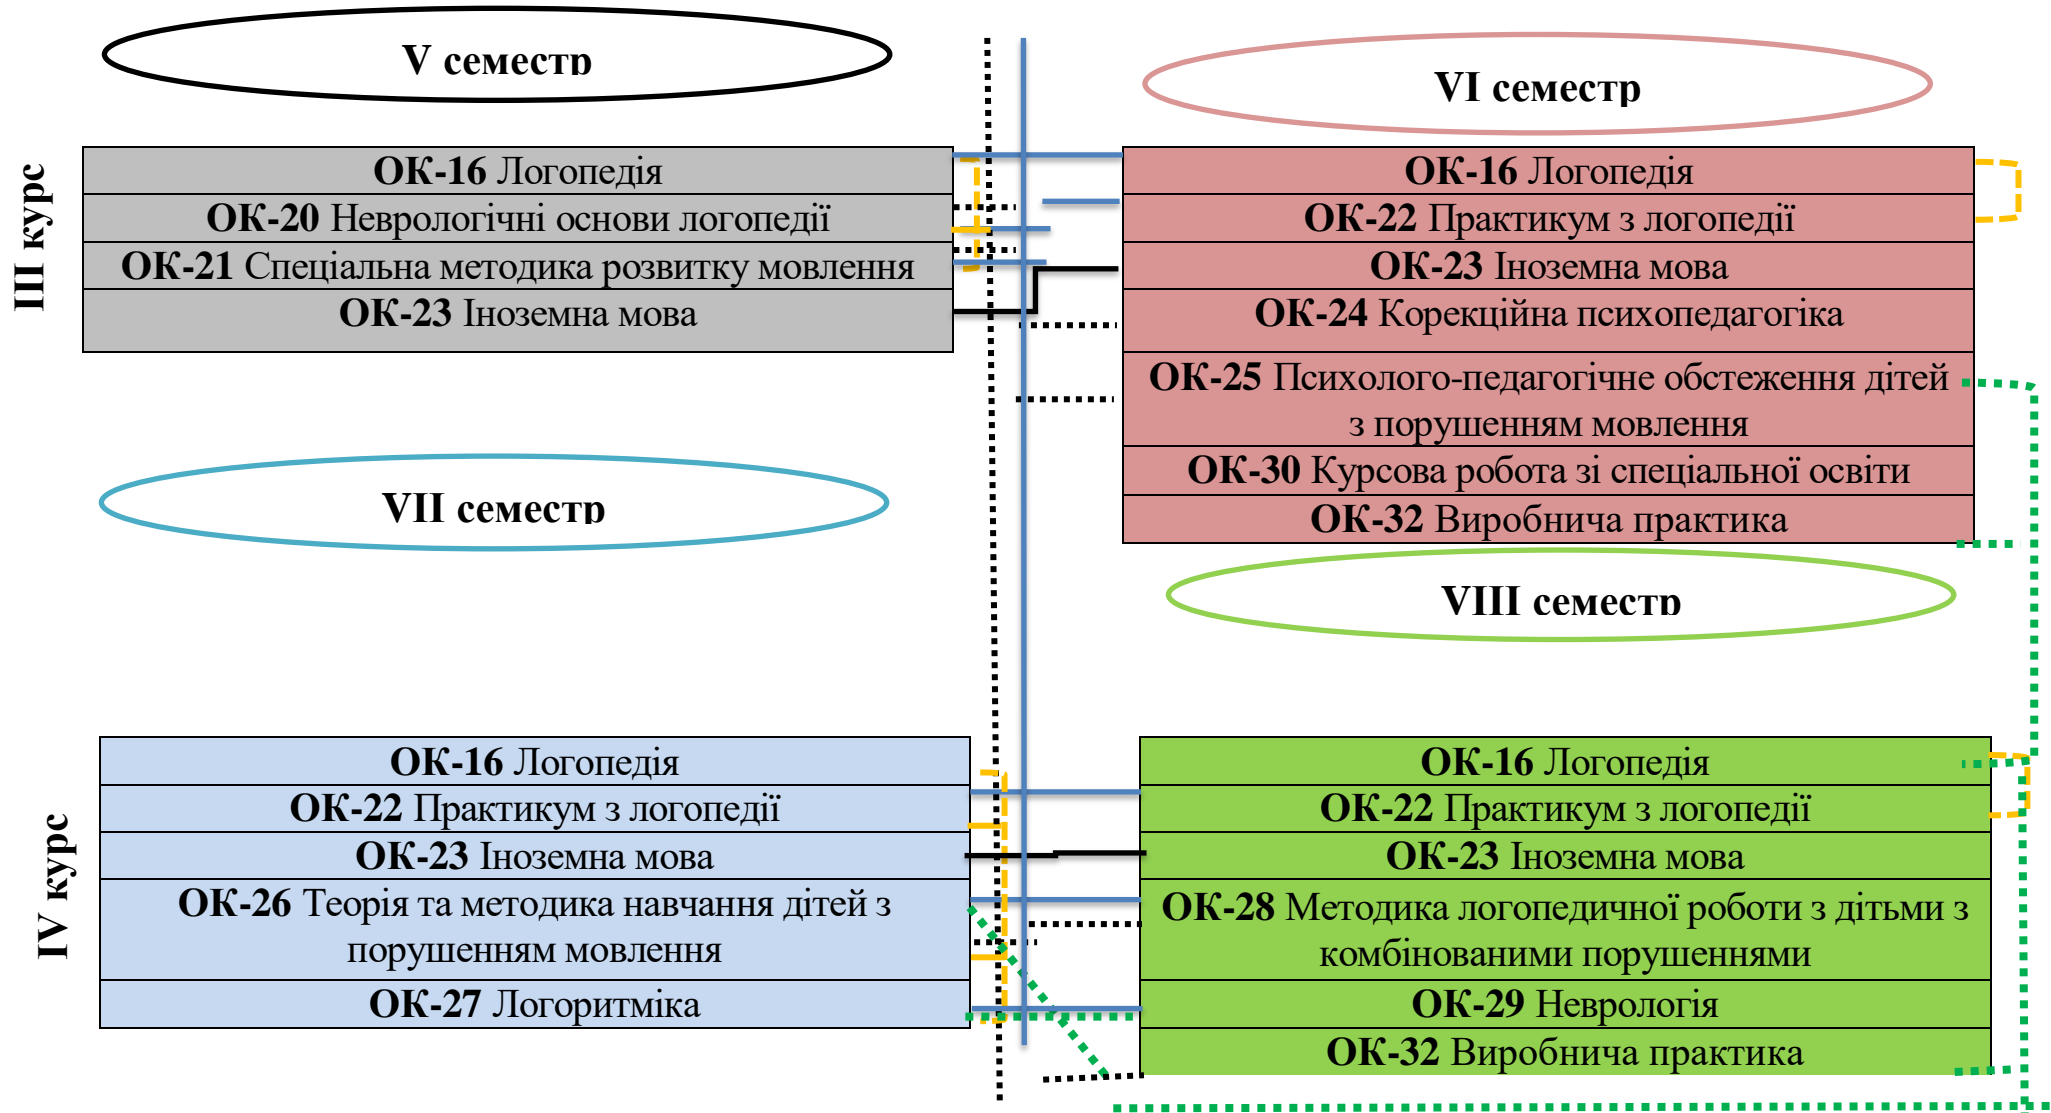 V семестр
VI семестр
III курс
ОК-16 Логопедія
ОК-20 Неврологічні основи логопедії
ОК-21 Спеціальна методика розвитку мовлення
ОК-23 Іноземна мова
ОК-16 Логопедія
ОК-22 Практикум з логопедії
ОК-23 Іноземна мова
ОК-24 Корекційна психопедагогіка
ОК-25 Психолого-педагогічне обстеження дітей
з порушенням мовлення
ОК-30 Курсова робота зі спеціальної освіти
ОК-32 Виробнича практика
VII семестр
VIII семестр
IV курс
ОК-16 Логопедія
ОК-22 Практикум з логопедії
ОК-23 Іноземна мова
ОК-26 Теорія та методика навчання дітей з
порушенням мовлення
ОК-27 Логоритміка
ОК-16 Логопедія
ОК-22 Практикум з логопедії
ОК-23 Іноземна мова
ОК-28 Методика логопедичної роботи з дітьми з
комбінованими порушеннями
ОК-29 Неврологія
ОК-32 Виробнича практика